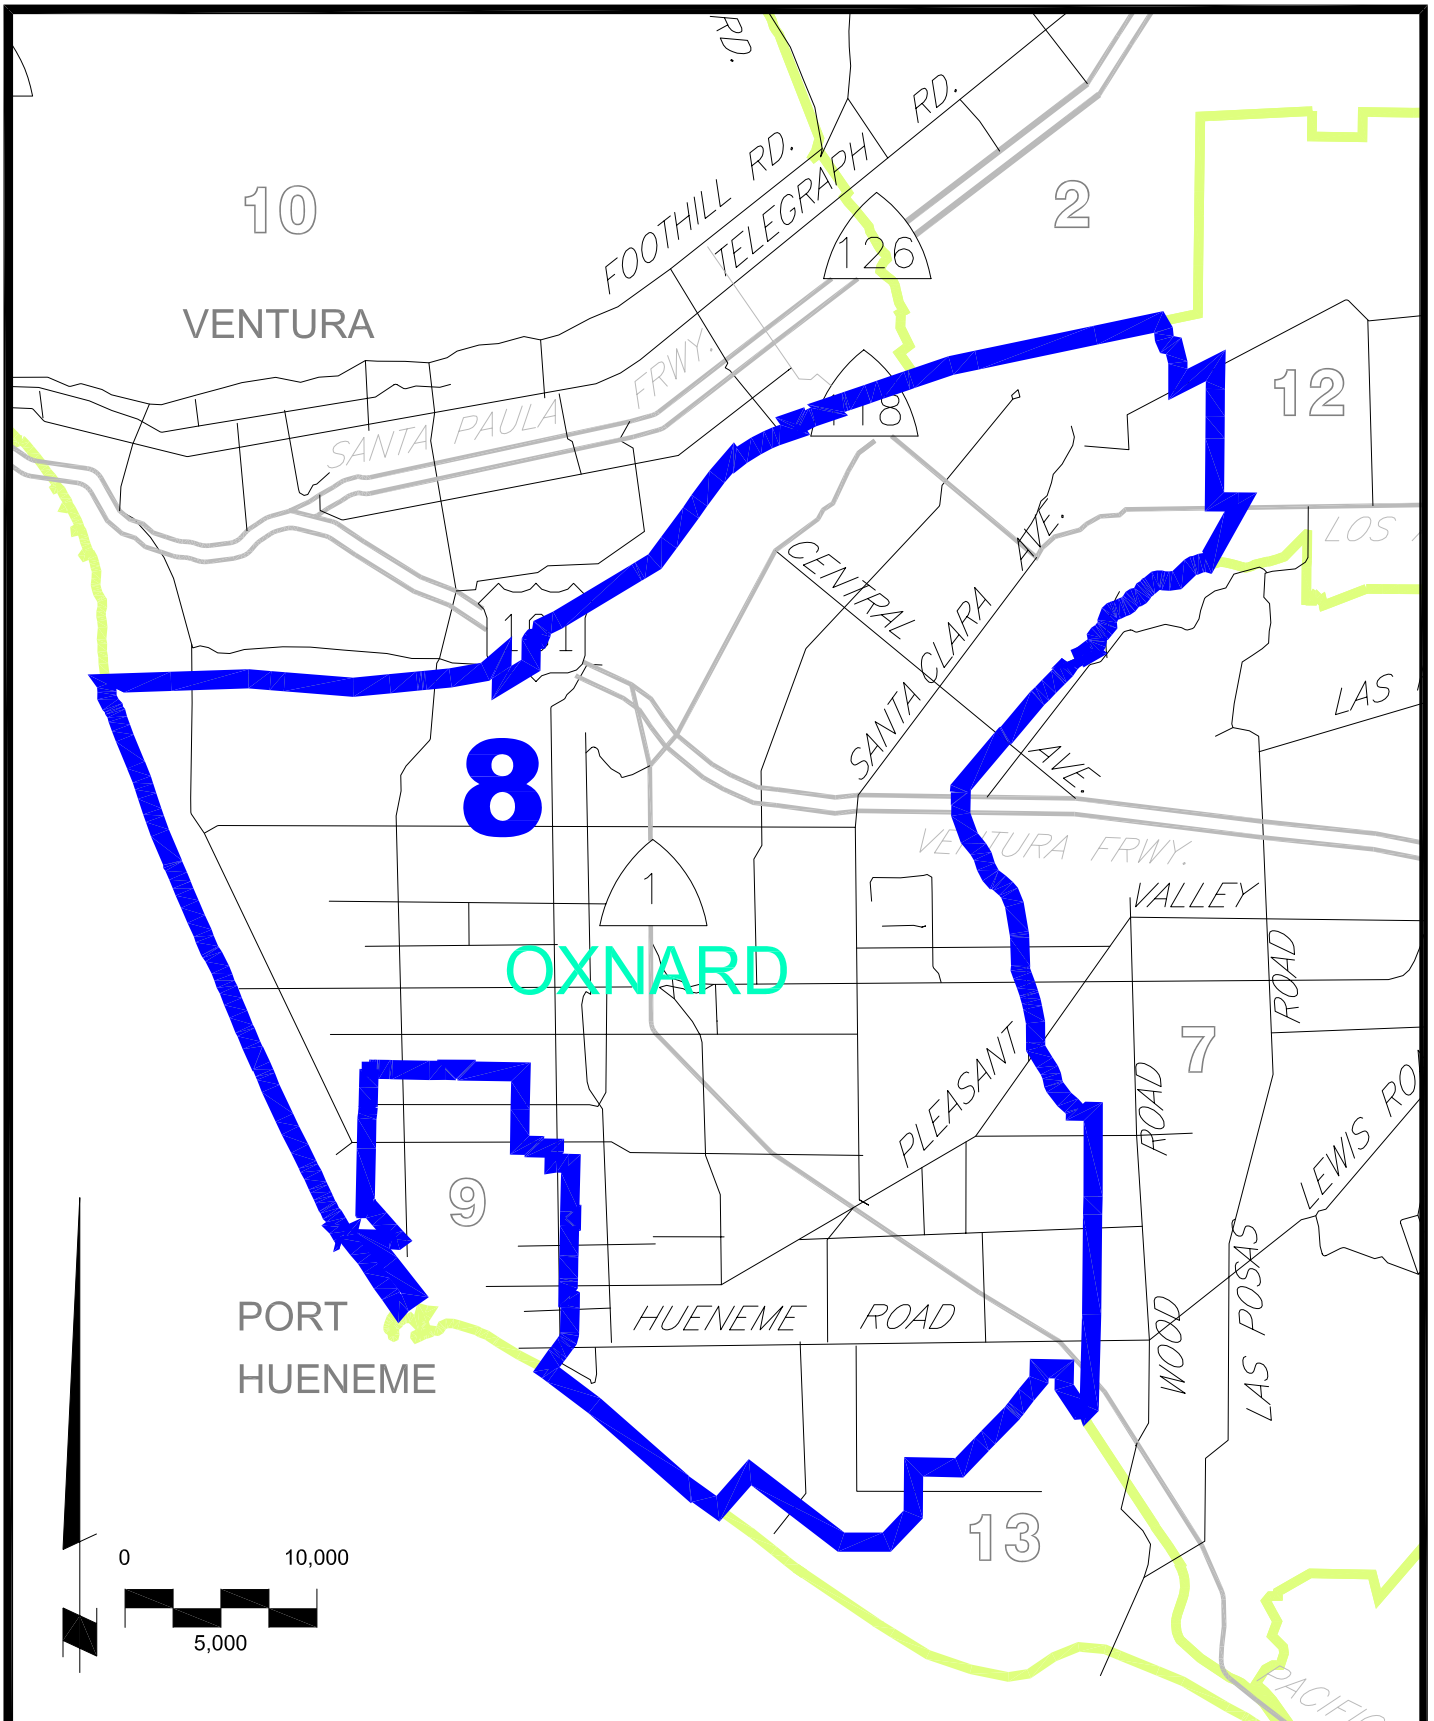 RD.
RD.
10
2
FOOTHILL RD.
TELEGRAPH
126
VENTURA
FRWY.
SANTA PAULA
12
118
LOS
CENTRAL
AVE.
101
SANTA CLARA
LAS
8
AVE.
VENTURA FRWY.
1
VALLEY
OXNARD
ROAD
7
PLEASANT
ROAD
LEWIS RO
9
PORT
HUENEME
HUENEME ROAD
WOOD
LAS POSAS
13
0 10,000
5,000
PACIFIC